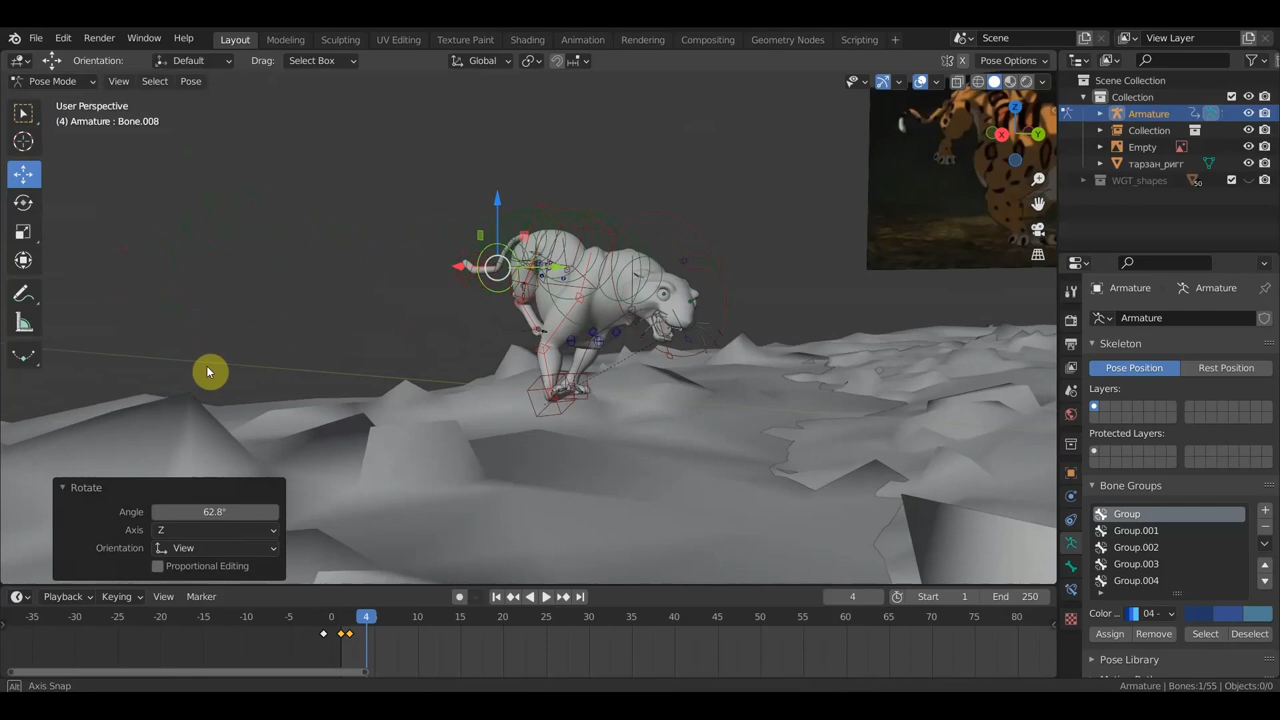 File Edit Render Window Help
Layout Modeling Sculpting UV Editing Texture Paint Shading Animation Rendering Compositing Geometry Nodes Scripting
Scene View Layer
Orientation: Default Drag: Select Box Global Pose Options
Pose Mode View Select Pose
User Perspective
(4) Armature : Bone.008
Z
X
Y
Scene Collection
Collection
Armature
Collection
Empty
тарзан_ригг
WGT_shapes
50
Armature Armature
Armature
Skeleton
Pose Position Rest Position
Layers:
Protected Layers:
Bone Groups
Group
Group.001
Group.002
Group.003
Group.004
Color ... 04 -
Assign Remove Select Deselect
Pose Library
Rotate
Angle 62.8°
Axis Z
Orientation View
Proportional Editing
Playback Keying View Marker 4 Start 1 End 250
-35 -30 -25 -20 -15 -10 -5 0 4 10 15 20 25 30 35 40 45 50 55 60 65 70 75 80
Alt Axis Snap Armature | Bones:1/55 | Objects:0/0